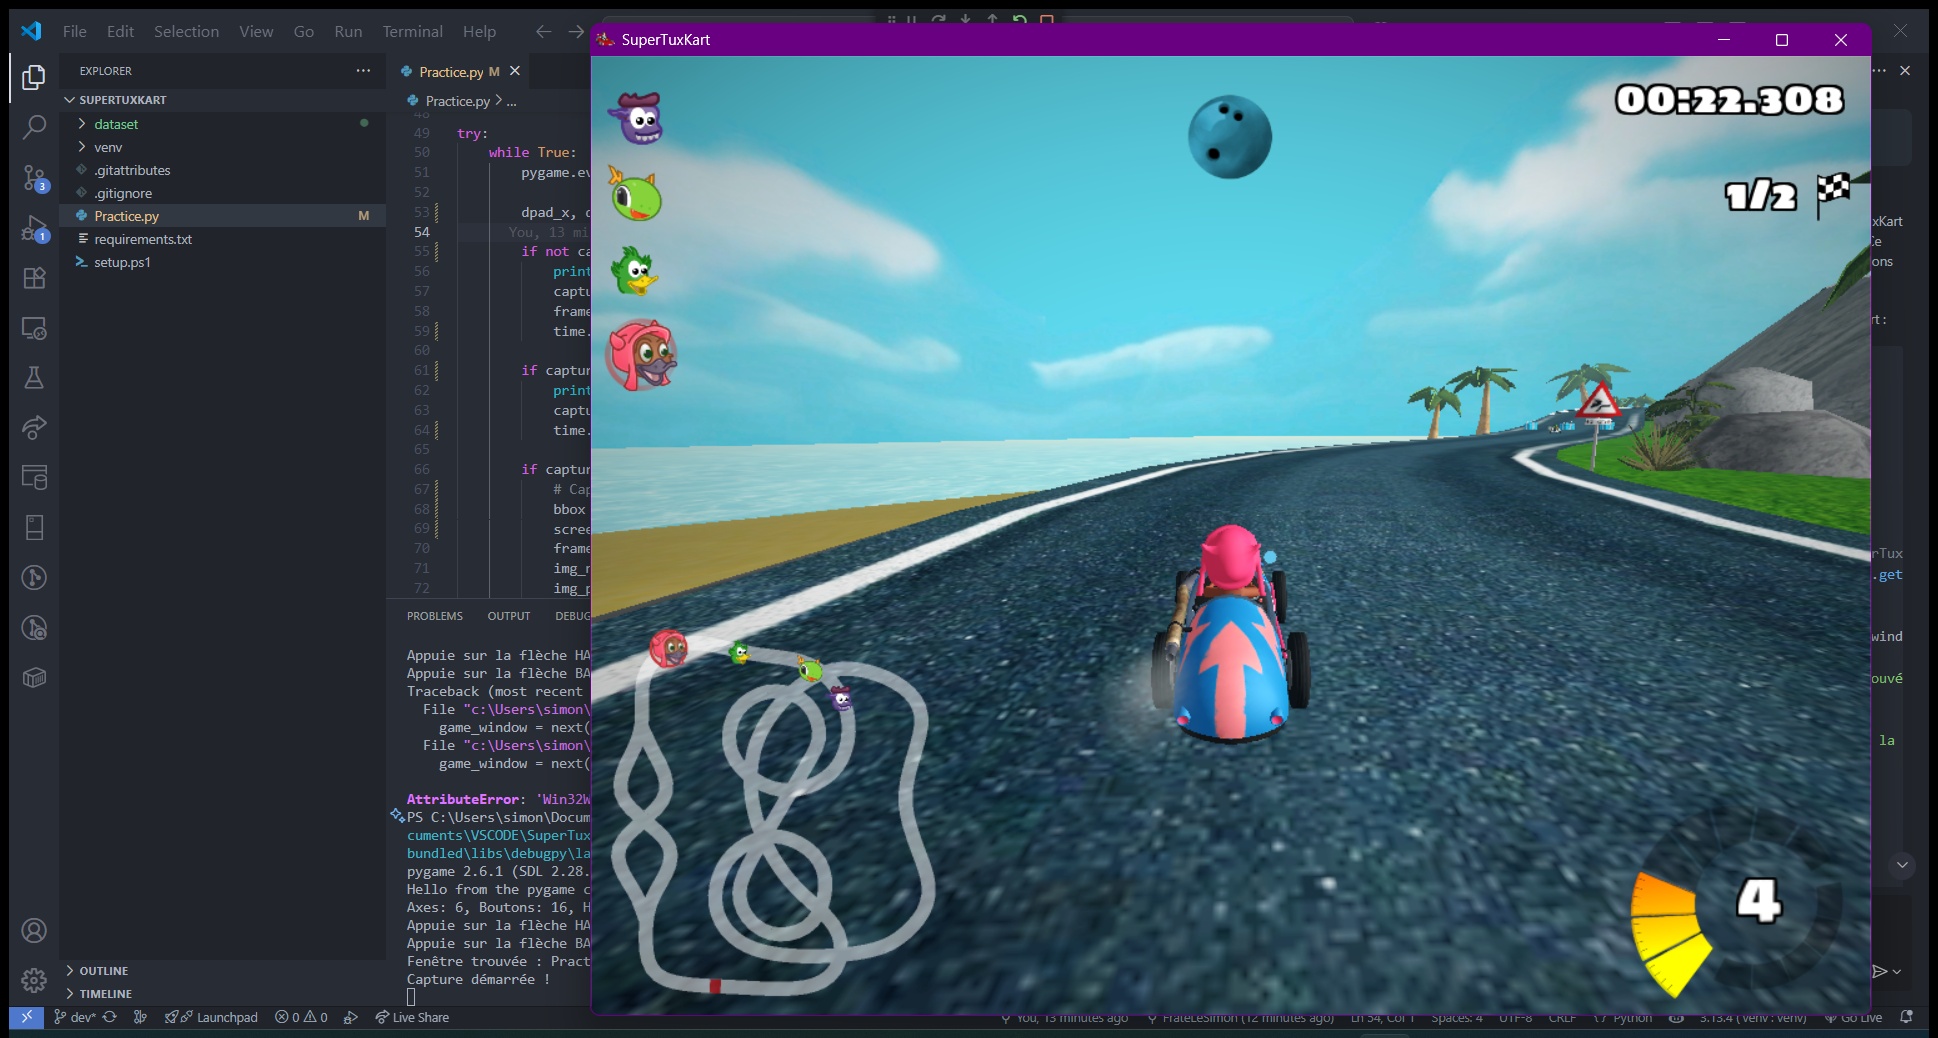 File Edit Selection View Go Run Terminal Help
SuperTuxKart
EXPLORER
SUPERTUXKART
dataset
venv
.gitattributes
.gitignore
Practice.py M
requirements.txt
setup.ps1
OUTLINE
TIMELINE
Practice.py M
Practice.py > ...
48
49 try:
50 while True:
51 pygame.ev
52
53 dpad_x,
54 You, 13 mi
55 if not ca
56 print
57 captu
58 frame
59 time.
60
61 if captur
62 print
63 captu
64 time.
65
66 if captur
67 # Cap
68 bbox
69 scree
70 frame
71 img_n
72 img_p
PROBLEMS OUTPUT DEBUG
Appuie sur la flèche HA
Appuie sur la flèche BA
Traceback (most recent
File "c:\Users\simon\
game_window = next(
File "c:\Users\simon\
game_window = next(
AttributeError: 'Win32W
PS C:\Users\simon\Docum
cuments\VSCODE\SuperTux
bundled\libs\debugpy\la
pygame 2.6.1 (SDL 2.28.
Hello from the pygame c
Axes: 6, Boutons: 16, H
Appuie sur la flèche HA
Appuie sur la flèche BA
Fenêtre trouvée : Pract
Capture démarrée !
00:22.308
1/2
4
xKart
ions
rt:
rTux
.get
wind
ouvé
la
3
1
dev* Launchpad 0 0 Live Share
You, 13 minutes ago FrateLeSimon (12 minutes ago) Ln 54, Col 1 Spaces: 4 UTF-8 CRLF Python 3.13.4 (venv: venv) Go Live